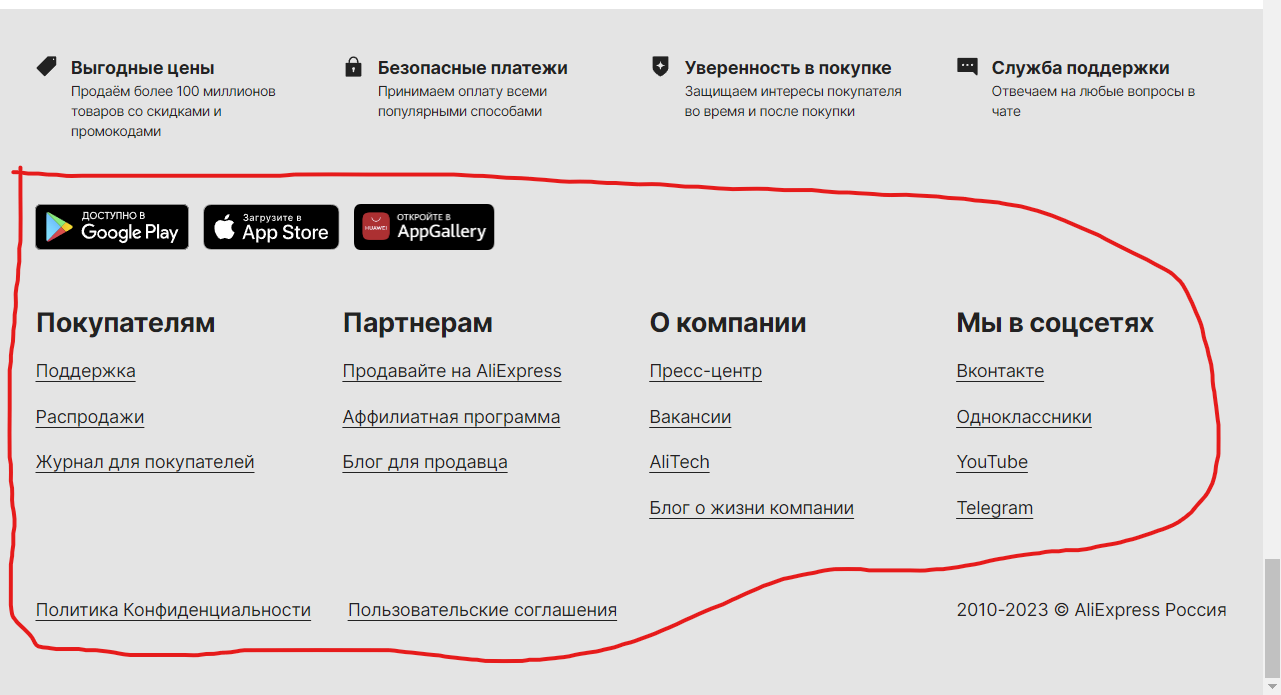 Выгодные цены
Продаём более 100 миллионов
товаров со скидками и
промокодами
Безопасные платежи
Принимаем оплату всеми
популярными способами
Уверенность в покупке
Защищаем интересы покупателя
во время и после покупки
Служба поддержки
Отвечаем на любые вопросы в
чате
ДОСТУПНО В
Google Play
Загрузите в
App Store
HUAWEI
ОТКРОЙТЕ В
AppGallery
Покупателям
Поддержка
Распродажи
Журнал для покупателей
Партнерам
Продавайте на AliExpress
Аффилиатная программа
Блог для продавца
О компании
Пресс-центр
Вакансии
AliTech
Блог о жизни компании
Мы в соцсетях
Вконтакте
Одноклассники
YouTube
Telegram
Политика Конфиденциальности
Пользовательские соглашения
2010-2023 © AliExpress Россия